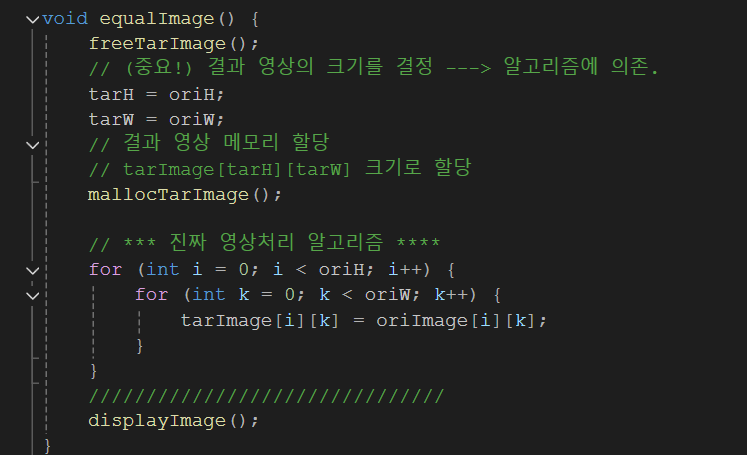 void equalImage() {
freeTarImage();
// (중요!) 결과 영상의 크기를 결정 ---> 알고리즘에 의존.
tarH = oriH;
tarW = oriW;
// 결과 영상 메모리 할당
// tarImage[tarH][tarW] 크기로 할당
mallocTarImage();
// *** 진짜 영상처리 알고리즘 ****
for (int i = 0; i < oriH; i++) {
for (int k = 0; k < oriW; k++) {
tarImage[i][k] = oriImage[i][k];
}
}
////////////////////////////////
displayImage();
}